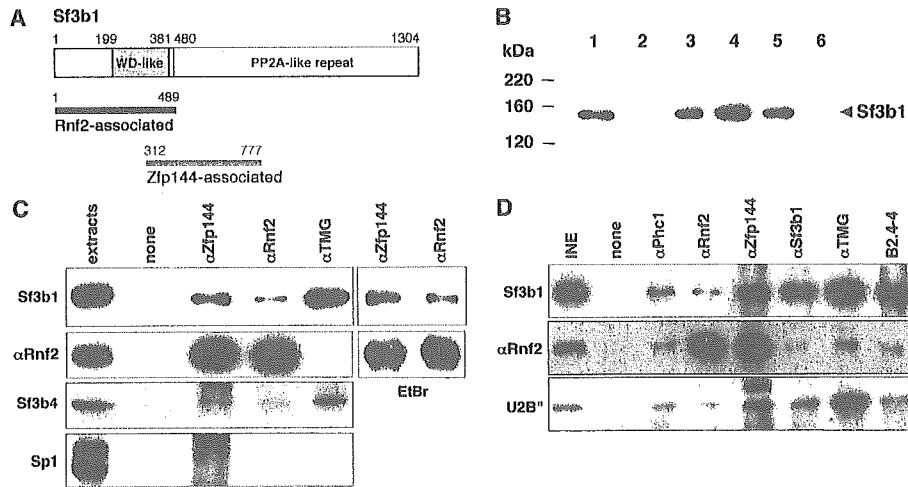 A
Sf3b1
1 199 381 480 1304
WD-like PP2A-like repeat
1 489
Rnf2-associated
312 777
Zfp144-associated
B
kDa 1 2 3 4 5 6
220
160
120
Sf3b1
C
extracts none αZfp144 αRnf2 αTMG αZfp144 αRnf2
Sf3b1
αRnf2
EtBr
Sf3b4
Sp1
D
INE none αPhc1 αRnf2 αZfp144 αSf3b1 αTMG B2.4-4
Sf3b1
αRnf2
U2B"